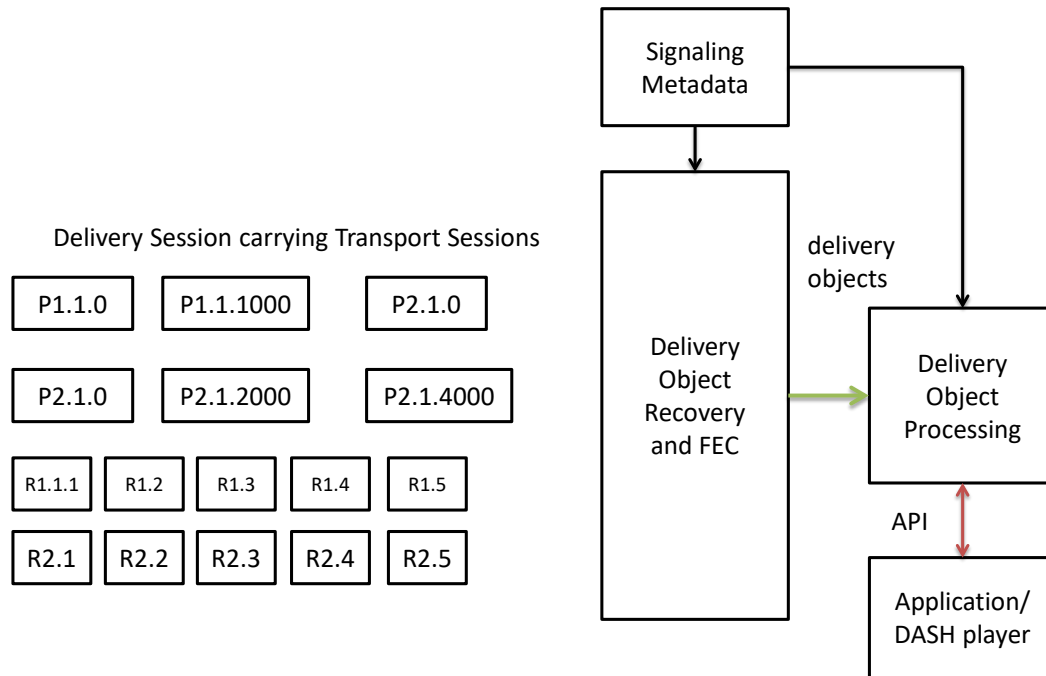 Signaling
Metadata
Delivery Session carrying Transport Sessions
P1.1.0
P1.1.1000
P2.1.0
P2.1.0
P2.1.2000
P2.1.4000
R1.1.1
R1.2
R1.3
R1.4
R1.5
R2.1
R2.2
R2.3
R2.4
R2.5
Delivery
Object
Recovery
and FEC
delivery
objects
Delivery
Object
Processing
API
Application/
DASH player